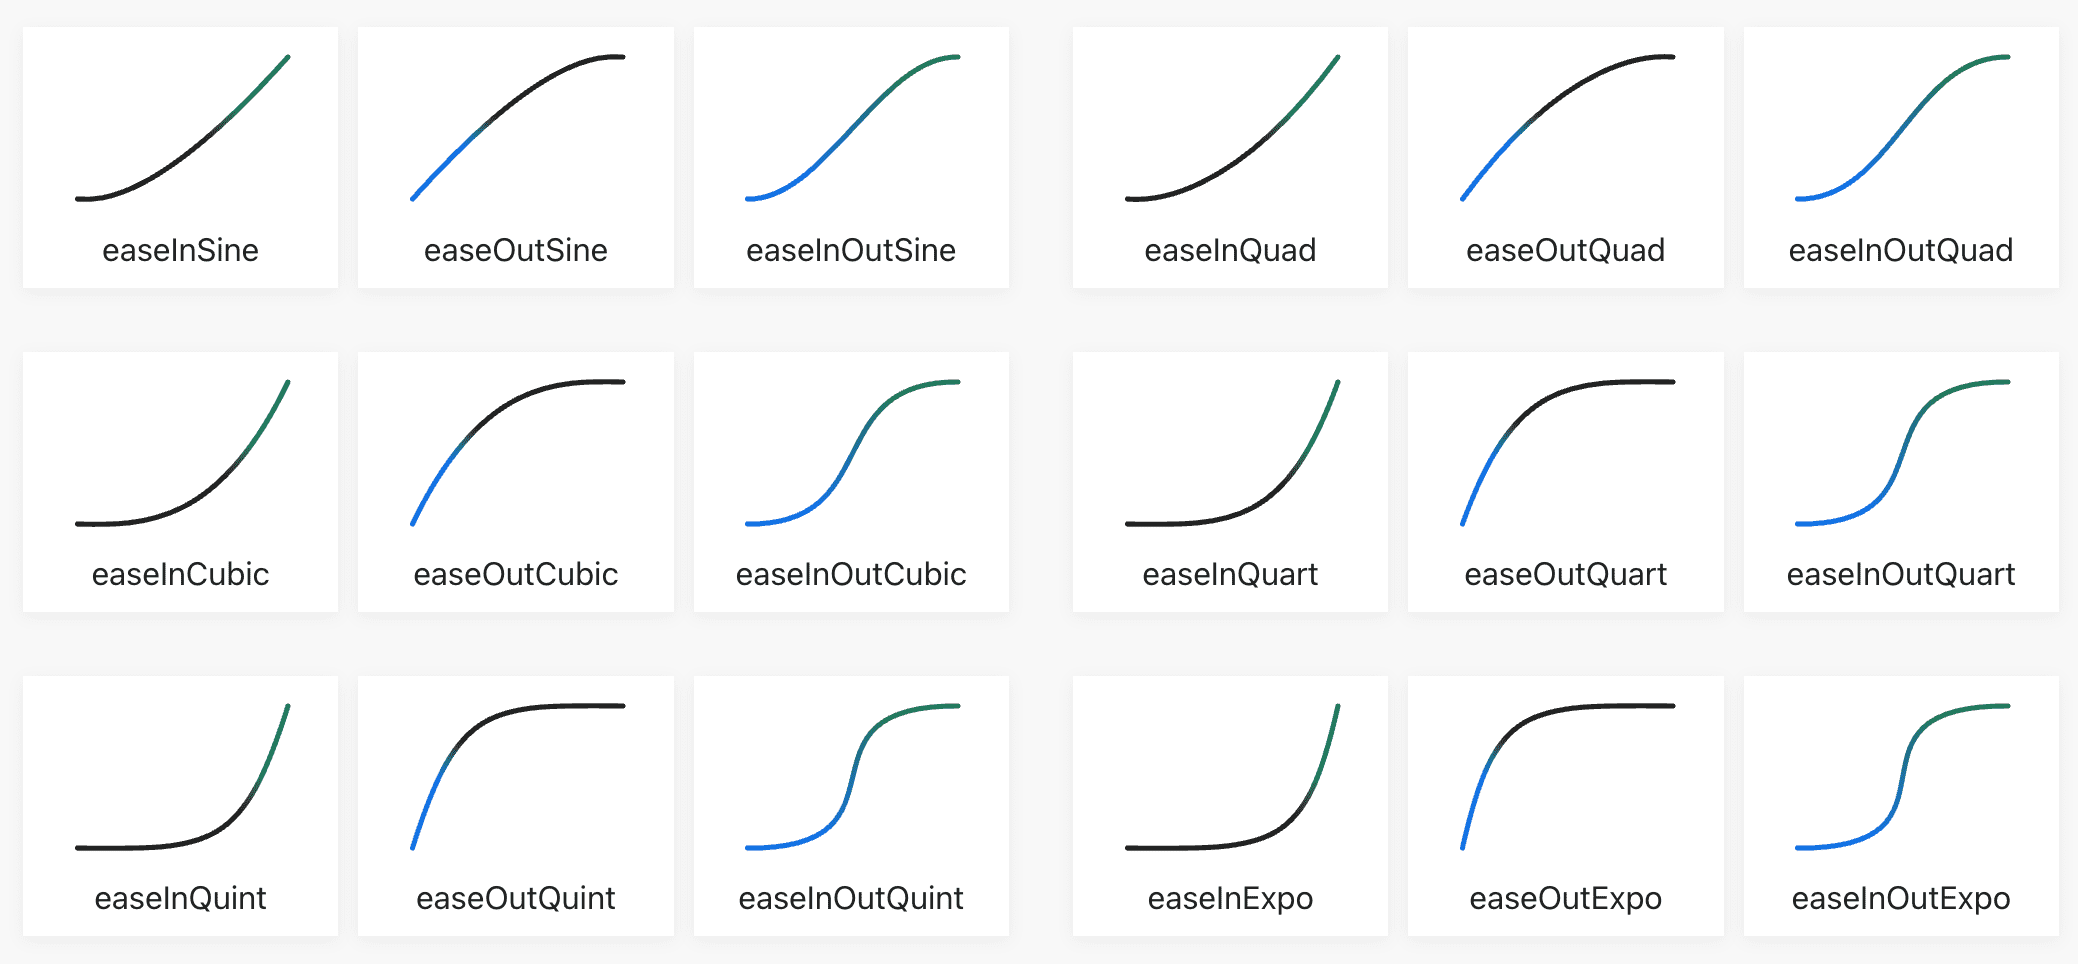 easeInSine
easeOutSine
easeInOutSine
easeInQuad
easeOutQuad
easeInOutQuad
easeInCubic
easeOutCubic
easeInOutCubic
easeInQuart
easeOutQuart
easeInOutQuart
easeInQuint
easeOutQuint
easeInOutQuint
easeInExpo
easeOutExpo
easeInOutExpo